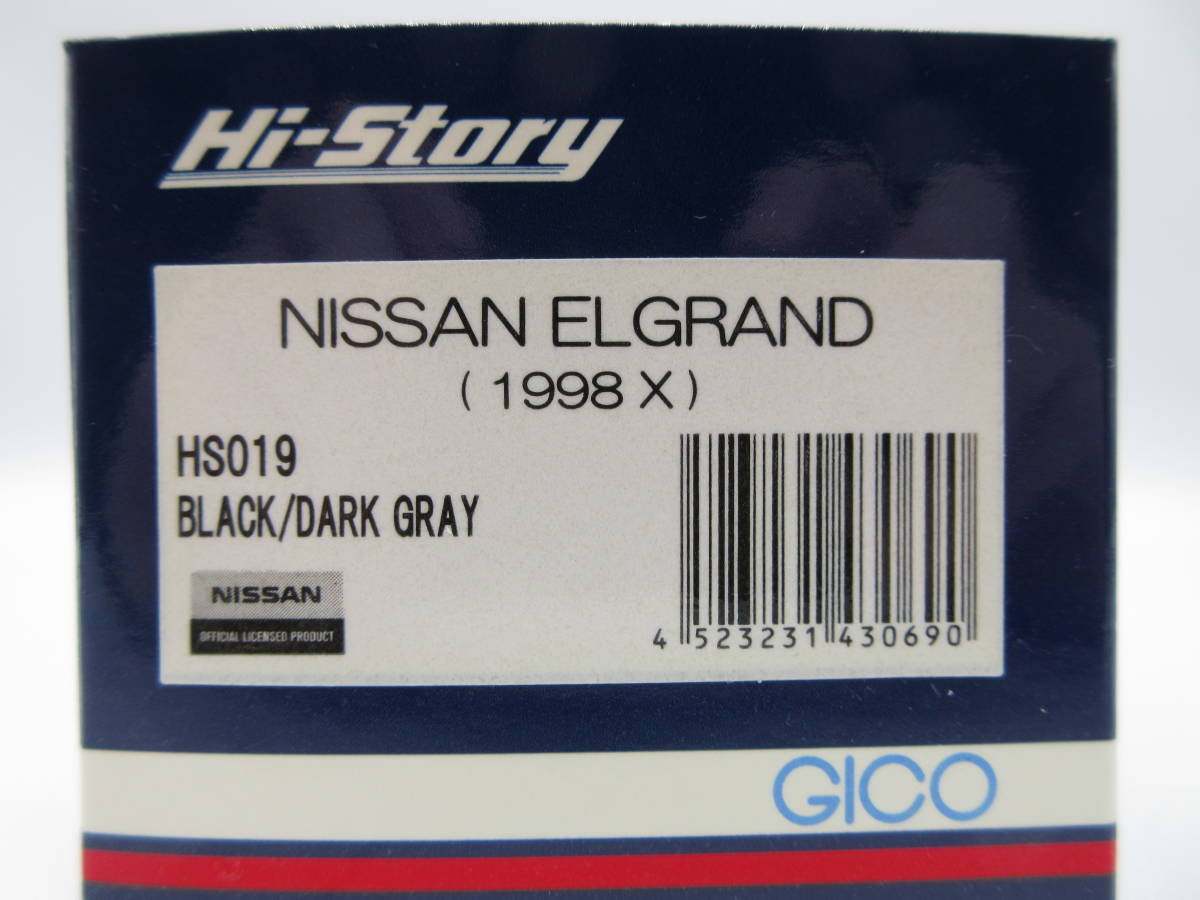 Hi-Story
NISSAN ELGRAND
(1998 X)
HS019
BLACK/DARK GRAY
NISSAN
OFFICIAL LICENSED PRODUCT
4 523231 430690
GICO